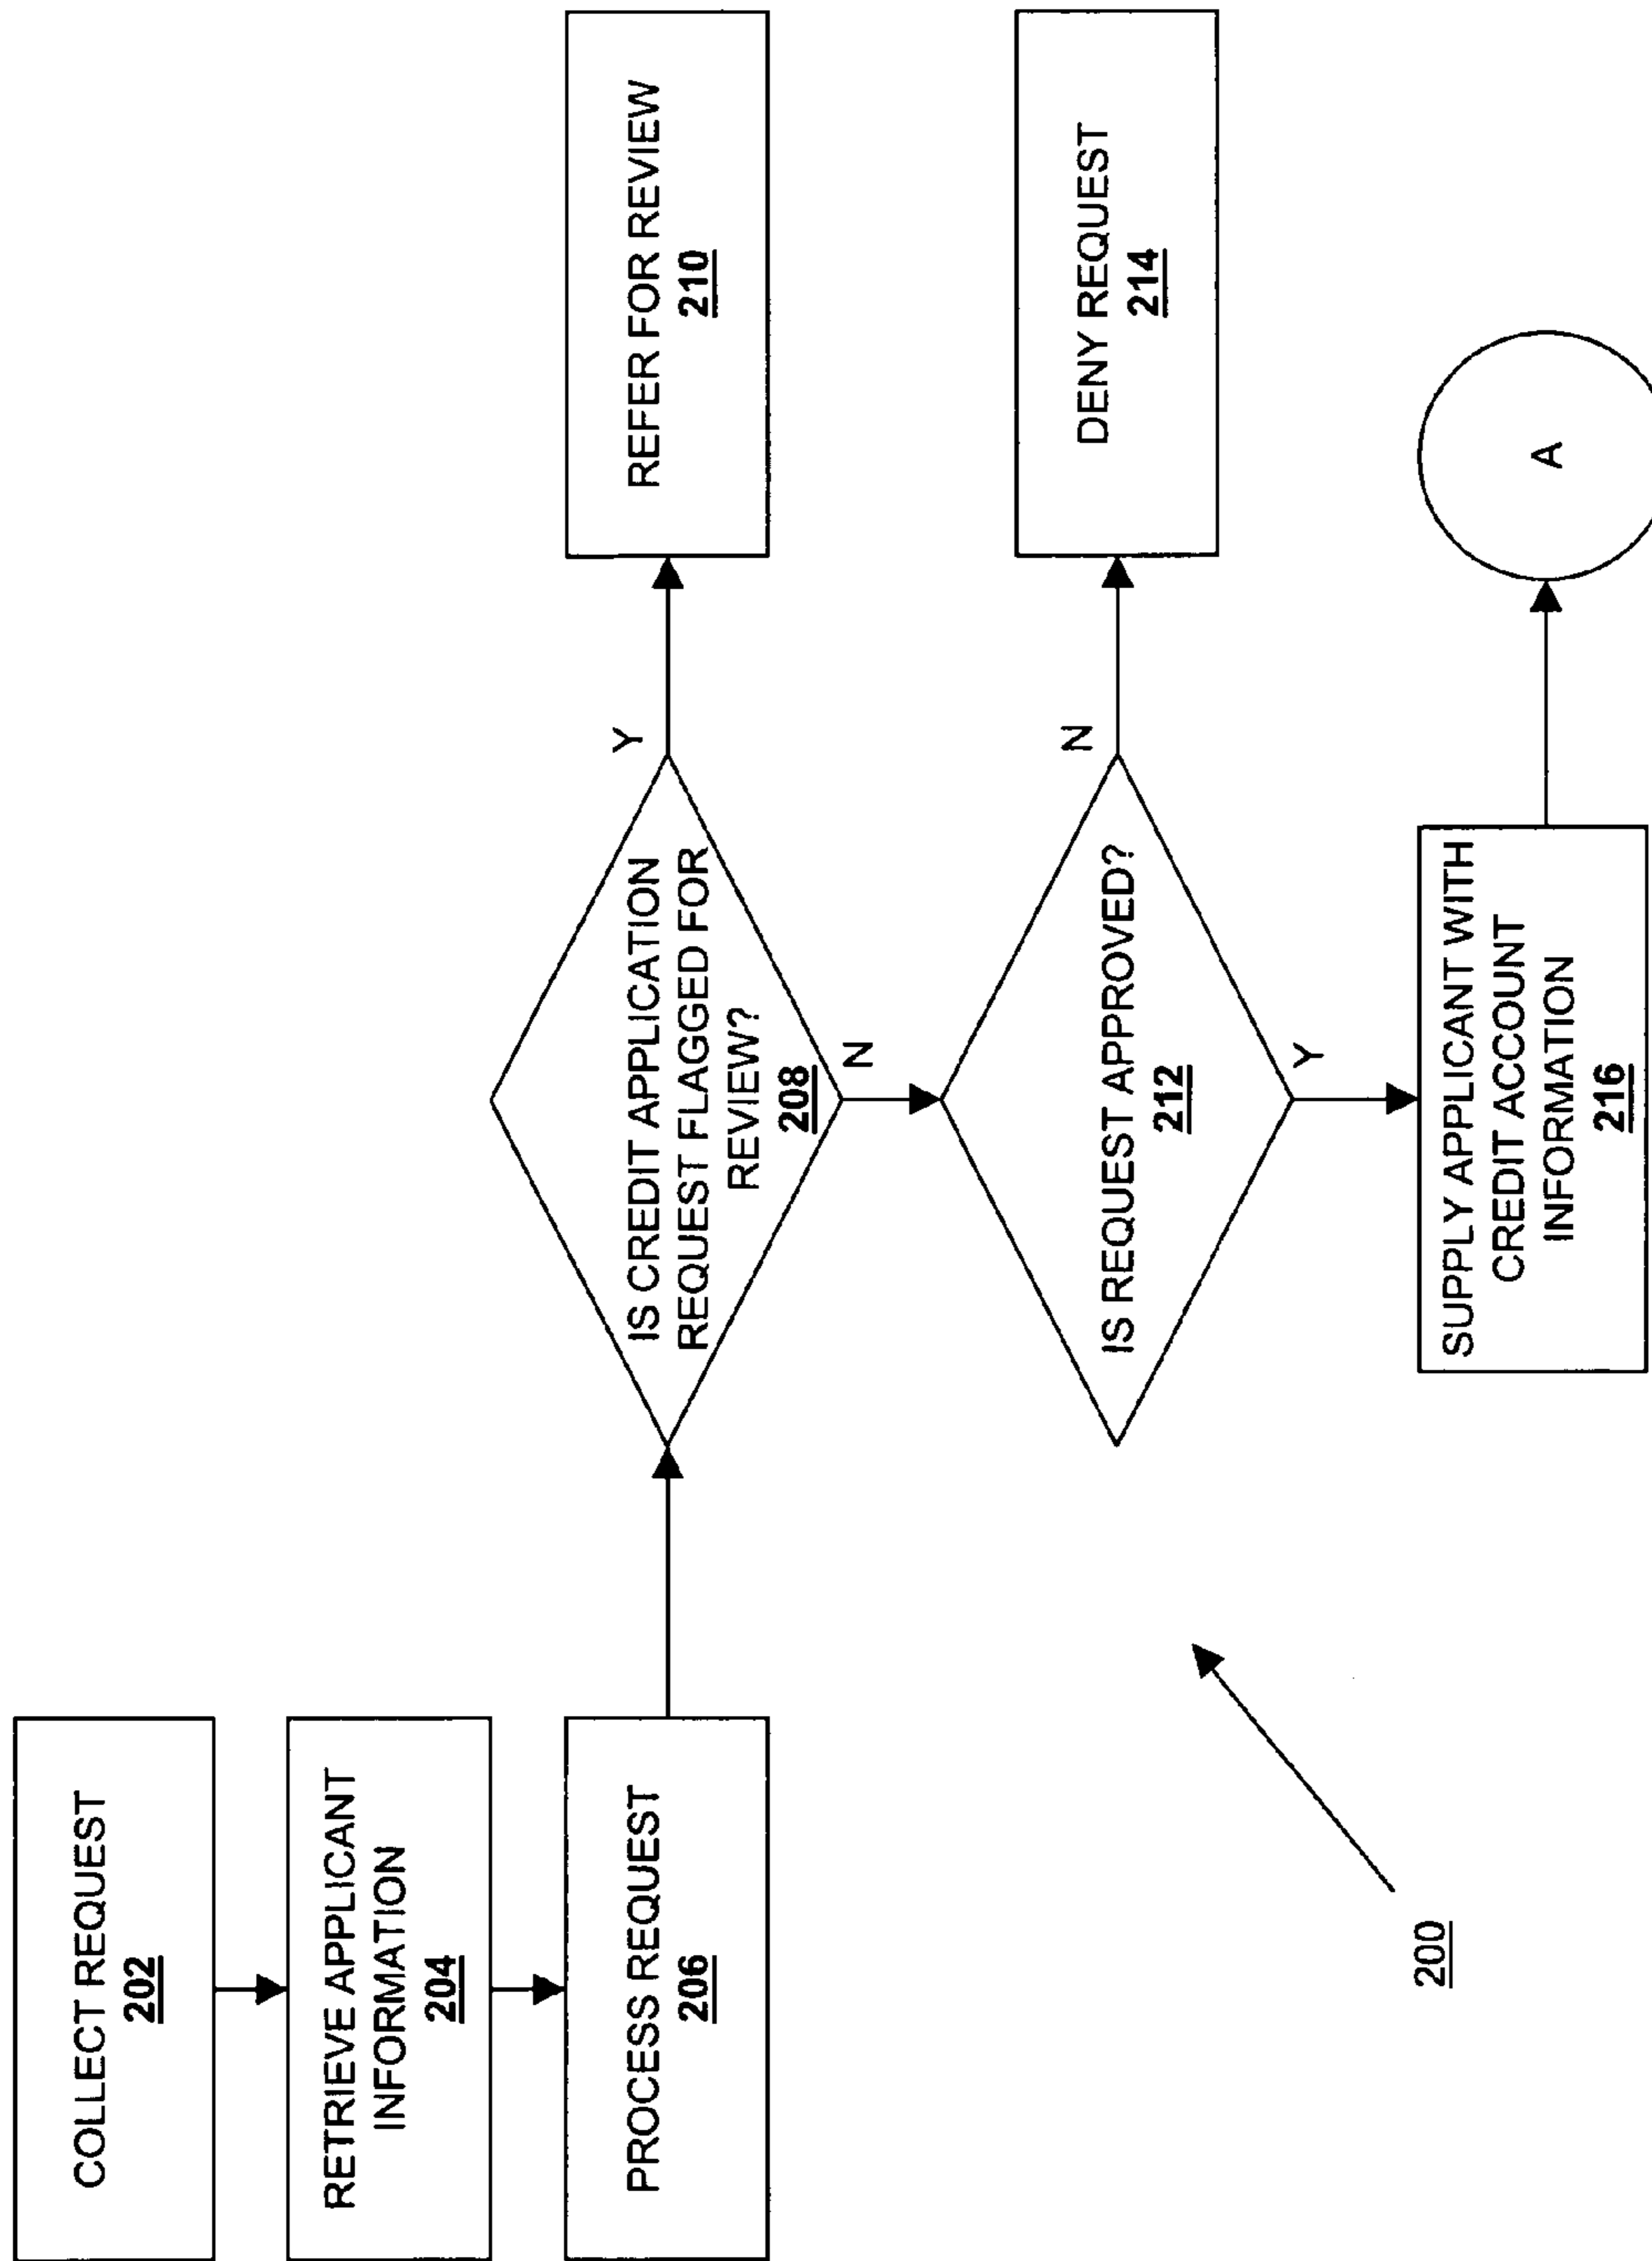 COLLECT REQUEST
202
RETRIEVE APPLICANT
INFORMATION
204
PROCESS REQUEST
206
IS CREDIT APPLICATION
REQUEST FLAGGED FOR
REVIEW?
208
Y
N
REFER FOR REVIEW
210
IS REQUEST APPROVED?
212
N
Y
DENY REQUEST
214
SUPPLY APPLICANT WITH
CREDIT ACCOUNT
INFORMATION
216
A
200